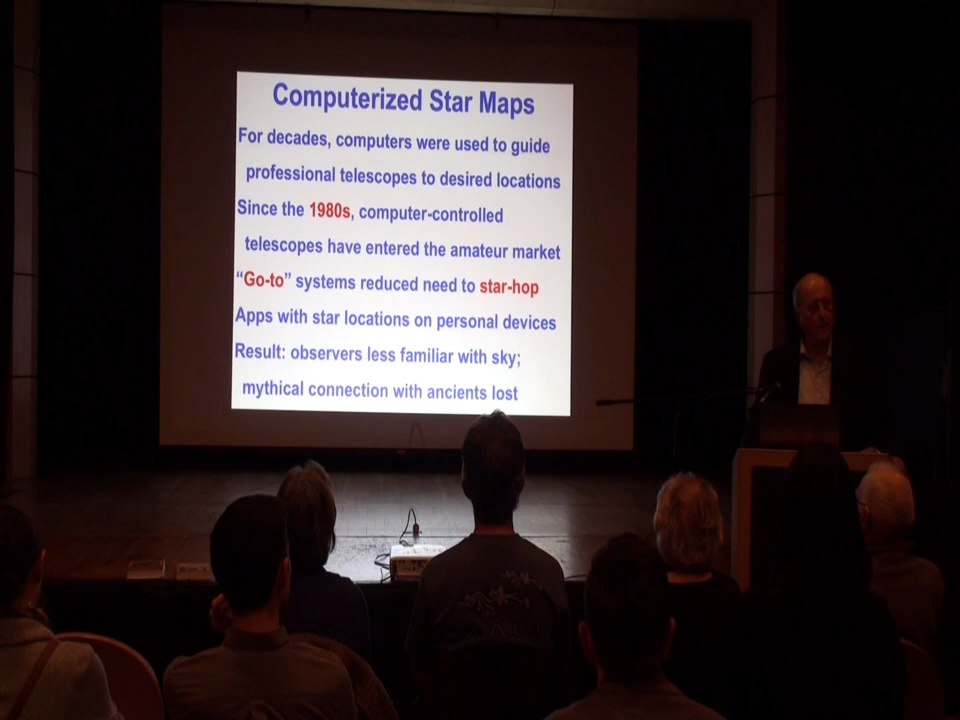 Computerized Star Maps
For decades, computers were used to guide
professional telescopes to desired locations
Since the 1980s, computer-controlled
telescopes have entered the amateur market
“Go-to” systems reduced need to star-hop
Apps with star locations on personal devices
Result: observers less familiar with sky;
mythical connection with ancients lost